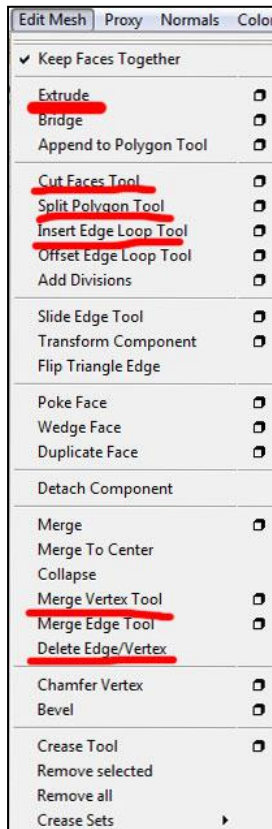 Edit Mesh Proxy Normals Color
Keep Faces Together
Extrude
Bridge
Append to Polygon Tool
Cut Faces Tool
Split Polygon Tool
Insert Edge Loop Tool
Offset Edge Loop Tool
Add Divisions
Slide Edge Tool
Transform Component
Flip Triangle Edge
Poke Face
Wedge Face
Duplicate Face
Detach Component
Merge
Merge To Center
Collapse
Merge Vertex Tool
Merge Edge Tool
Delete Edge/Vertex
Chamfer Vertex
Bevel
Crease Tool
Remove selected
Remove all
Crease Sets